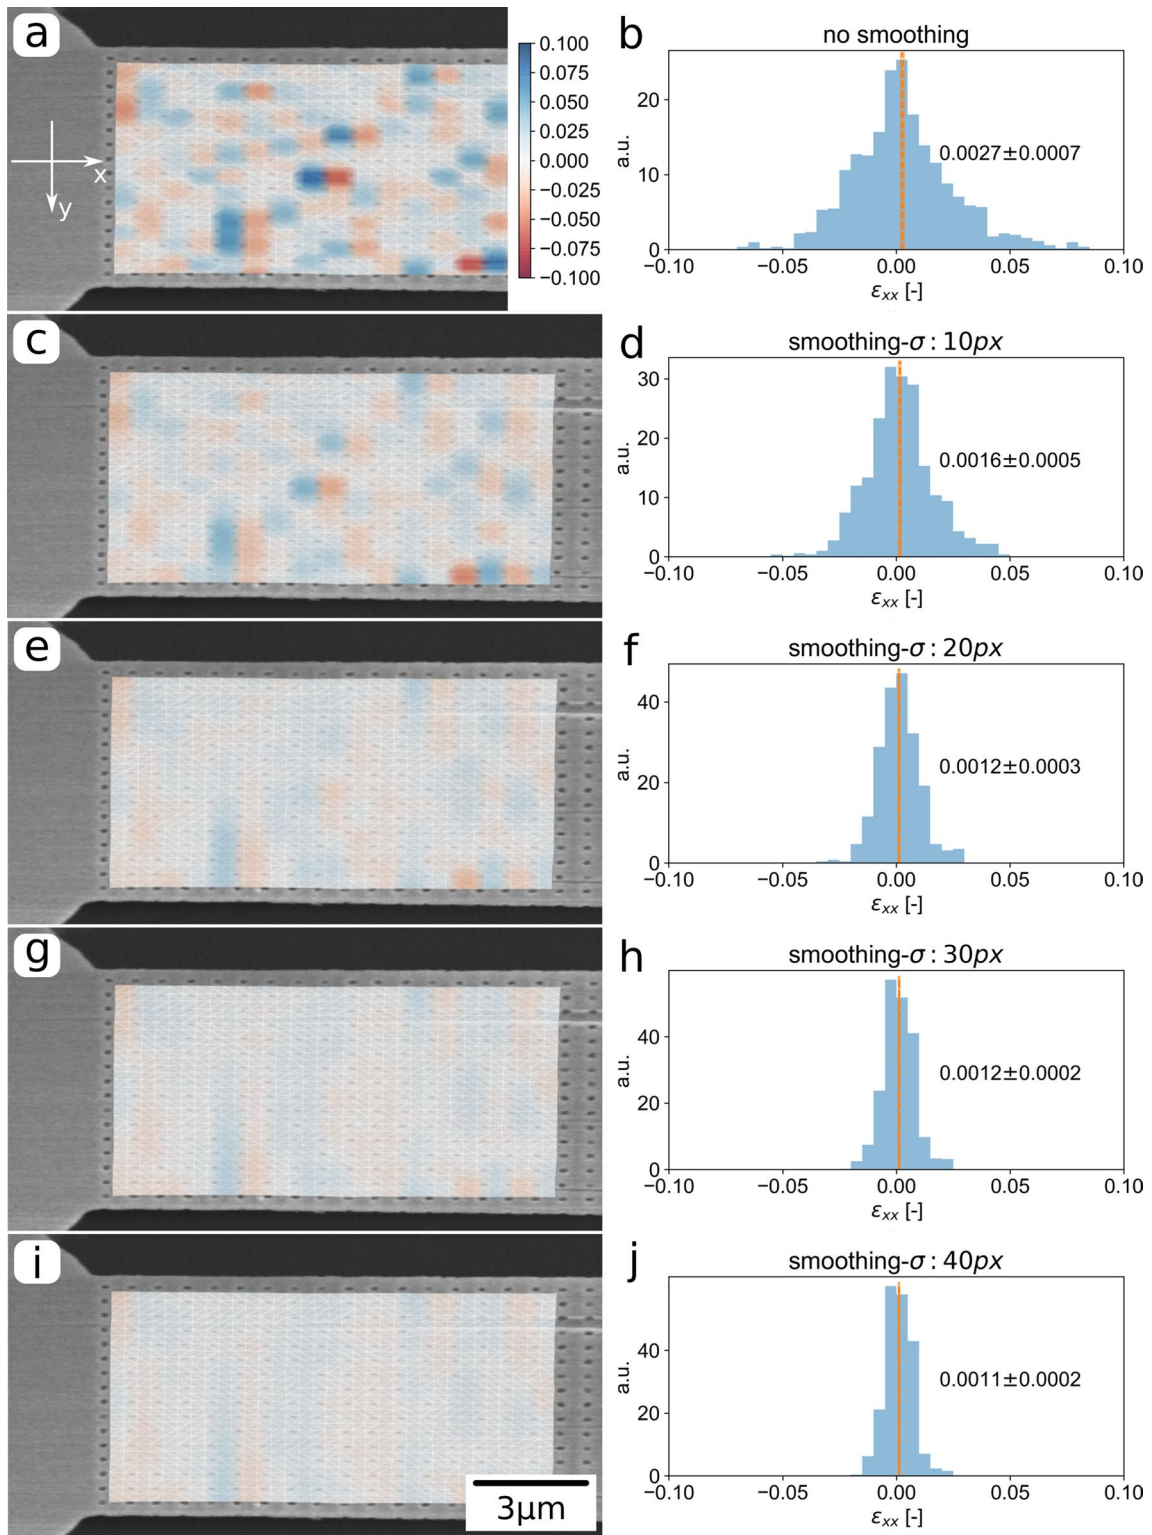 a
x
y
0.100
0.075
0.050
0.025
0.000
−0.025
−0.050
−0.075
−0.100
b
no smoothing
a.u.
20
10
0
0.0027±0.0007
−0.10 −0.05 0.00 0.05 0.10
εxx [-]
c
d
smoothing-σ : 10px
a.u.
30
20
10
0
0.0016±0.0005
−0.10 −0.05 0.00 0.05 0.10
εxx [-]
e
f
smoothing-σ : 20px
a.u.
40
20
0
0.0012±0.0003
−0.10 −0.05 0.00 0.05 0.10
εxx [-]
g
h
smoothing-σ : 30px
a.u.
40
20
0
0.0012±0.0002
−0.10 −0.05 0.00 0.05 0.10
εxx [-]
i
3μm
j
smoothing-σ : 40px
a.u.
40
20
0
0.0011±0.0002
−0.10 −0.05 0.00 0.05 0.10
εxx [-]